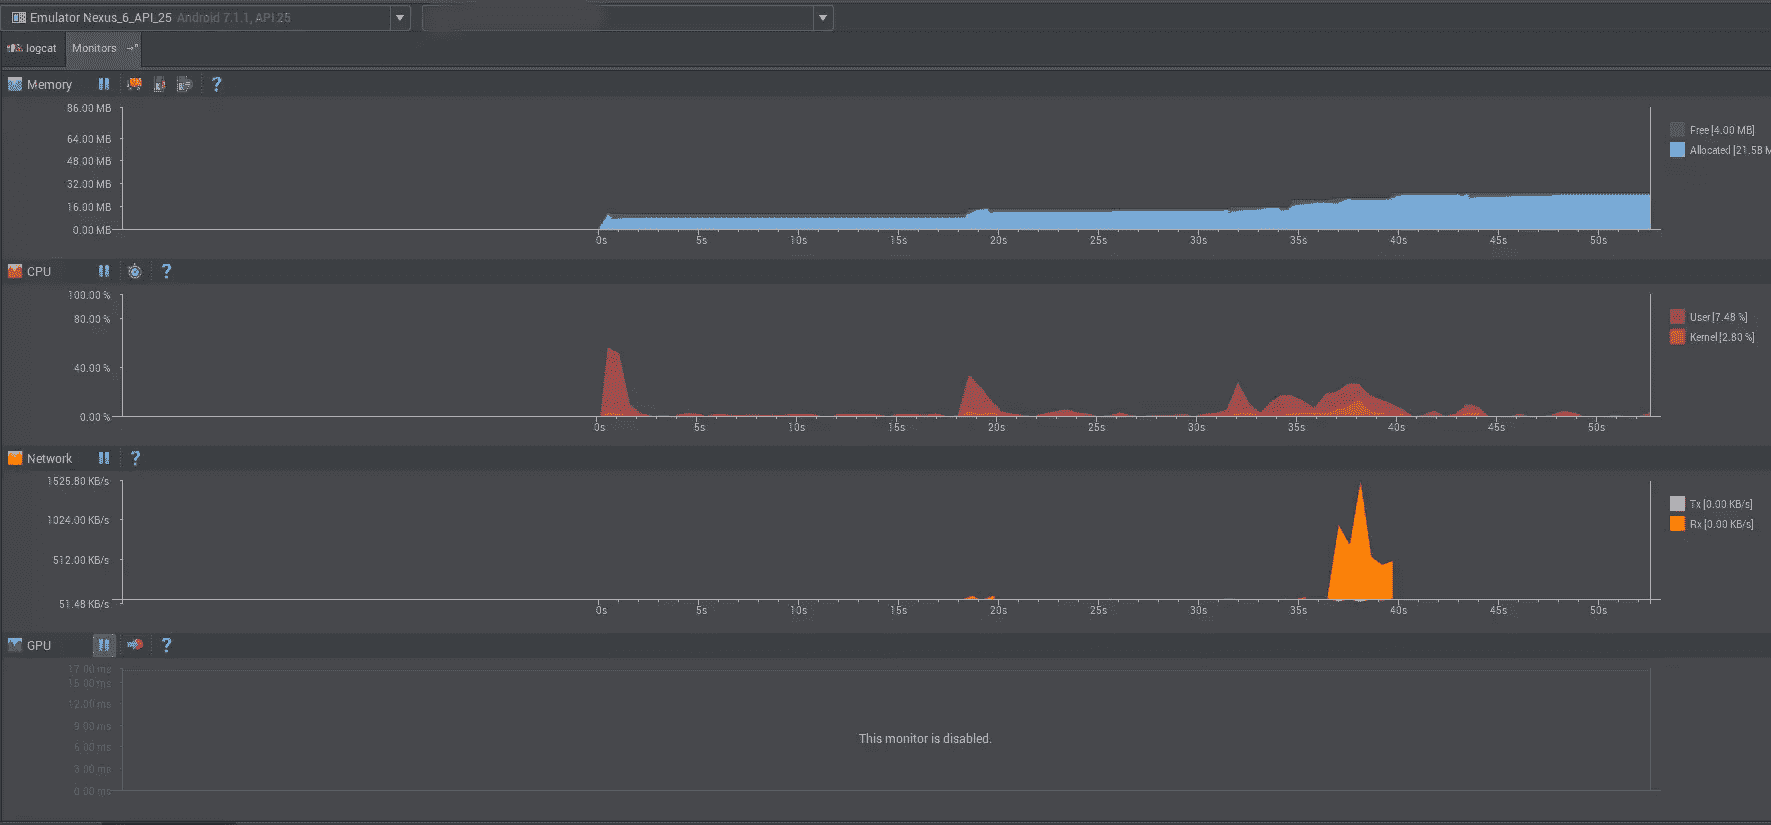 Emulator Nexus_6_API_25 Android 7.1.1, API 25
logcat Monitors
Memory ?
86.00 MB
64.00 MB
48.00 MB
32.00 MB
16.00 MB
0.00 MB
Free [4.00 MB]
Allocated [21.58 M
0s 5s 10s 15s 20s 25s 30s 35s 40s 45s 50s
CPU ?
100.00 %
80.00 %
40.00 %
0.00 %
User [7.48 %]
Kernel [2.80 %]
0s 5s 10s 15s 20s 25s 30s 35s 40s 45s 50s
Network ?
1525.80 KB/s
1024.00 KB/s
512.00 KB/s
51.48 KB/s
Tx [0.00 KB/s]
Rx [0.00 KB/s]
0s 5s 10s 15s 20s 25s 30s 35s 40s 45s 50s
GPU ?
17.00 ms
15.00 ms
12.00 ms
9.00 ms
6.00 ms
3.00 ms
0.00 ms
This monitor is disabled.